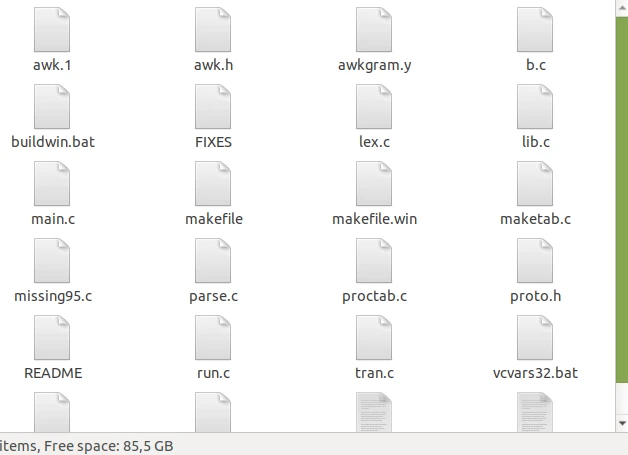 awk.1 awk.h awkgram.y b.c
buildwin.bat FIXES lex.c lib.c
main.c makefile makefile.win maketab.c
missing95.c parse.c proctab.c proto.h
README run.c tran.c vcvars32.bat
items, Free space: 85,5 GB